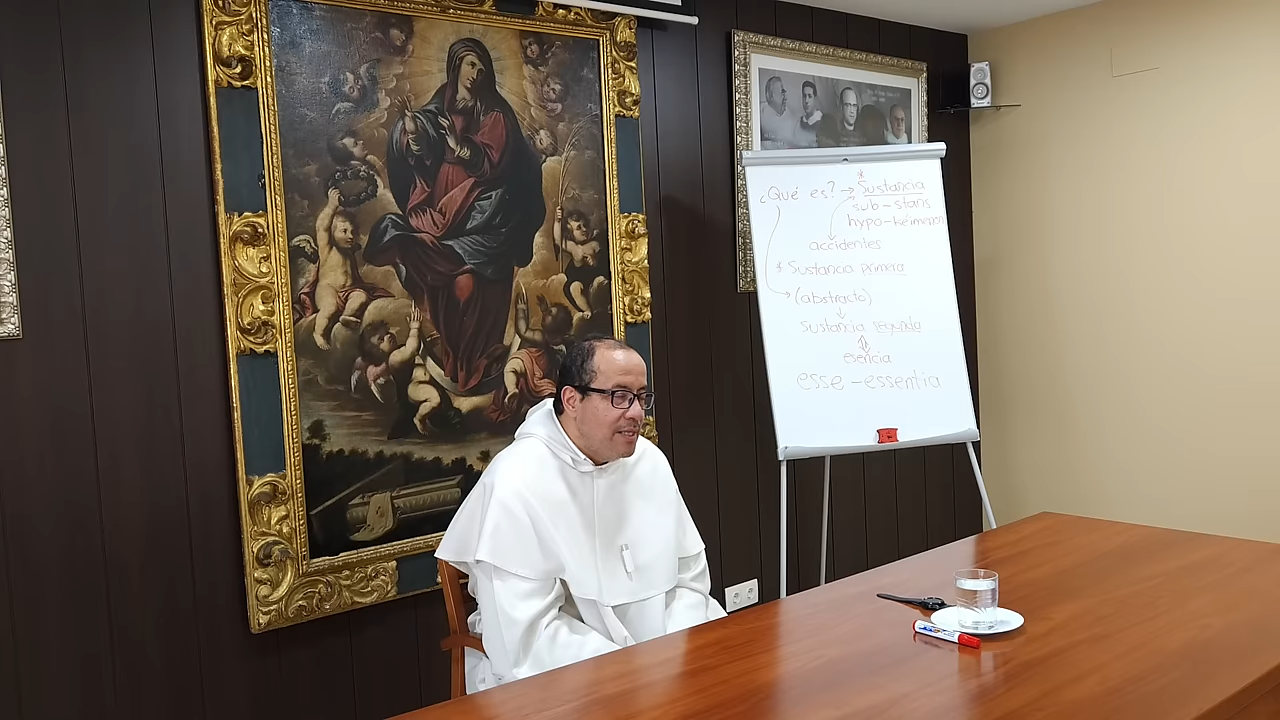 *
¿Qué es? → Sustancia
sub-stans
hypo-keimenon
accidentes
* Sustancia primera
(abstracto)
Sustancia segunda
esencia
esse-essentia